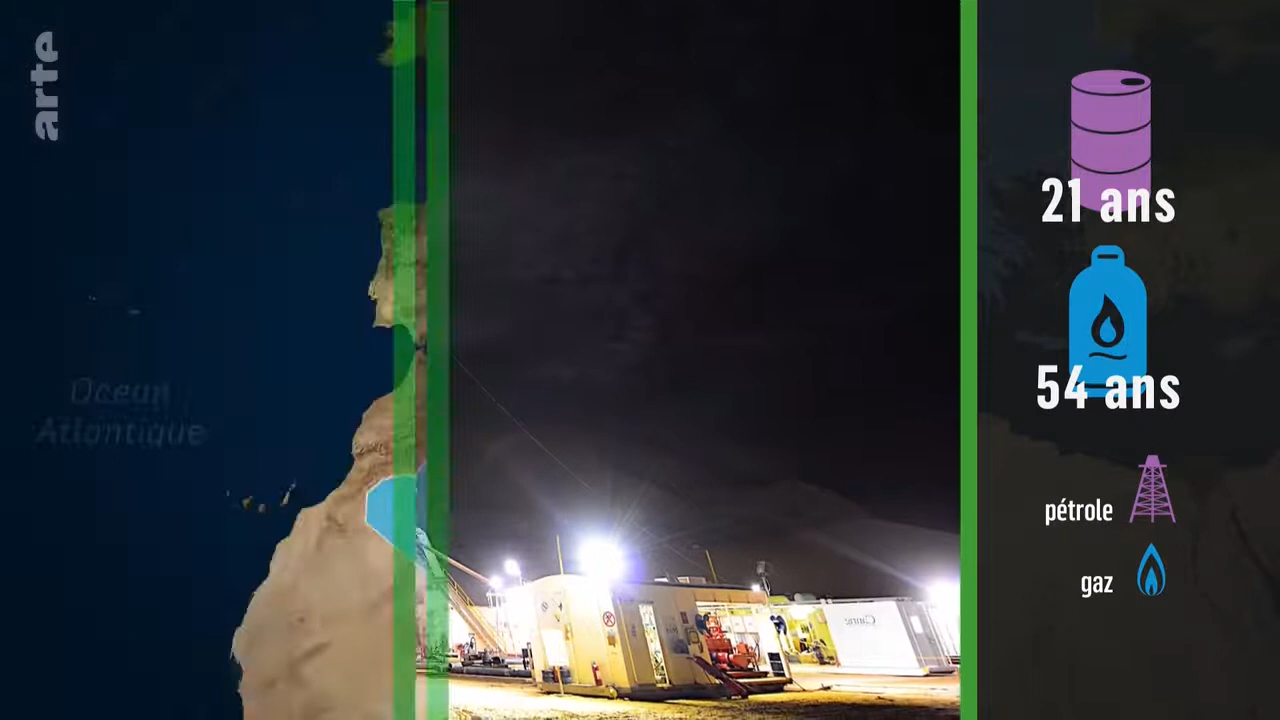 arte
Ocean
Atlantique
21 ans
54 ans
pétrole
gaz